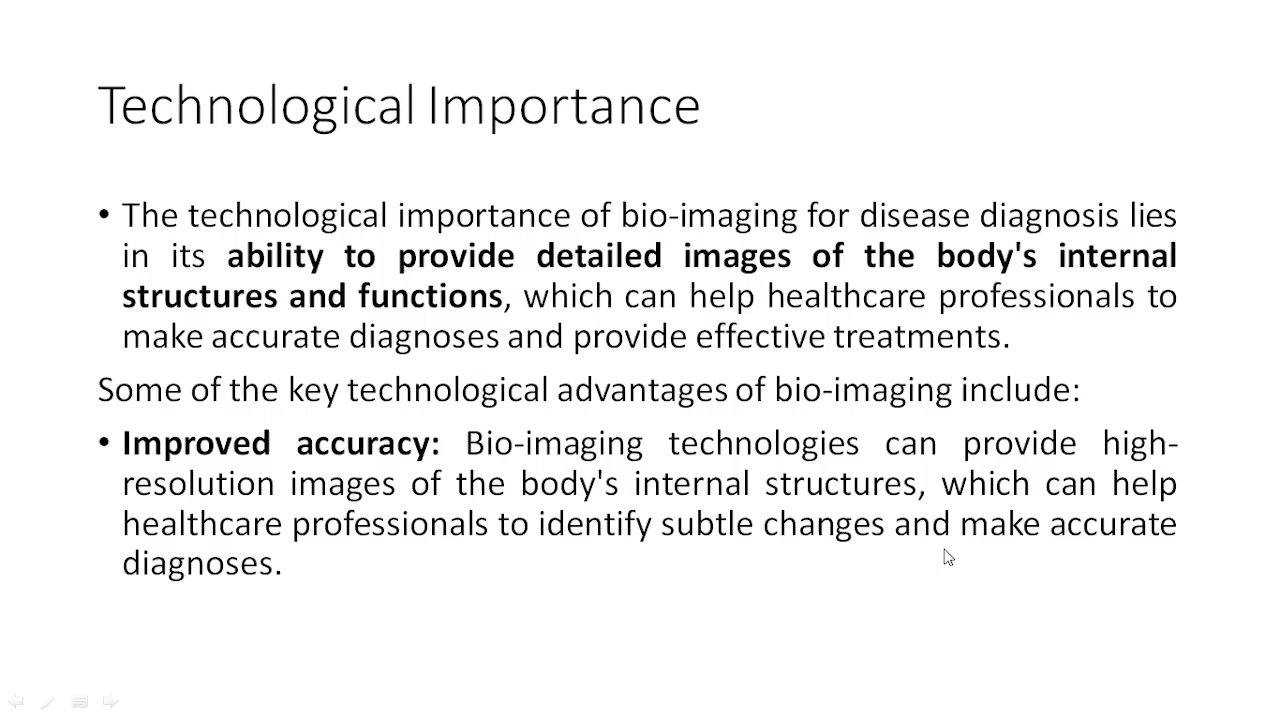 Technological Importance
• The technological importance of bio-imaging for disease diagnosis lies
in its ability to provide detailed images of the body's internal
structures and functions, which can help healthcare professionals to
make accurate diagnoses and provide effective treatments.
Some of the key technological advantages of bio-imaging include:
• Improved accuracy: Bio-imaging technologies can provide high-
resolution images of the body's internal structures, which can help
healthcare professionals to identify subtle changes and make accurate
diagnoses.